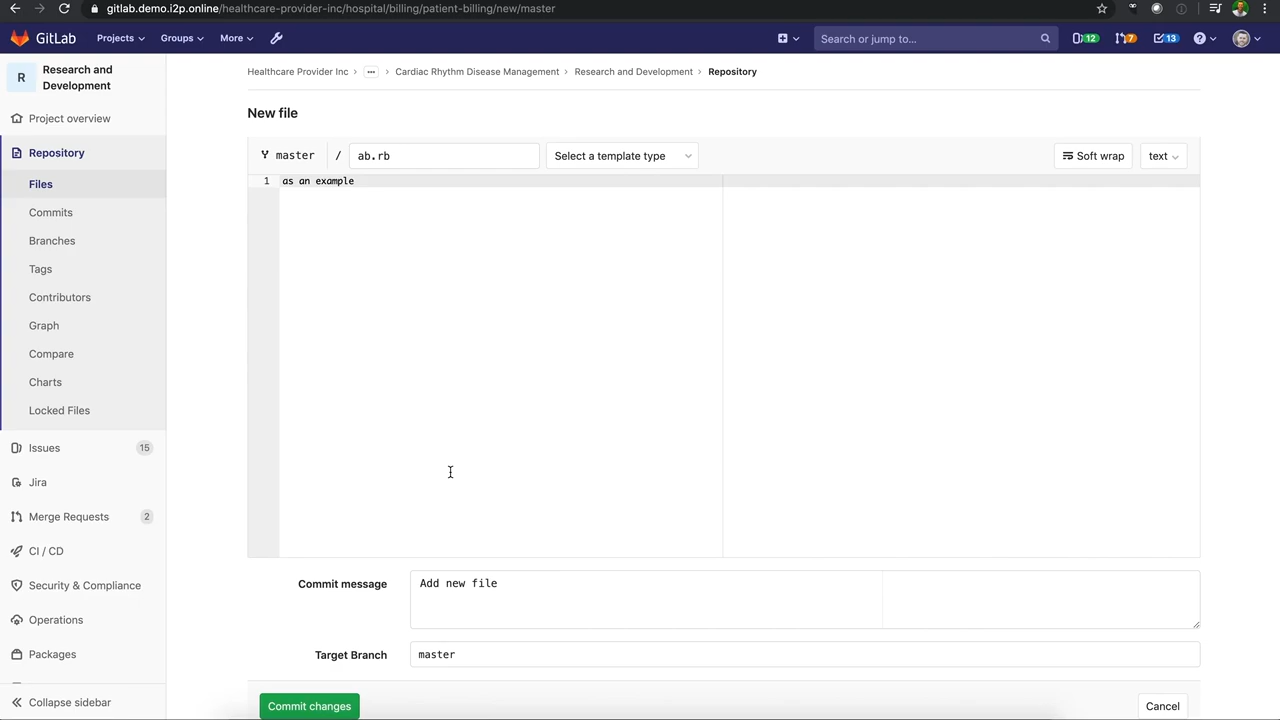 gitlab.demo.i2p.online/healthcare-provider-inc/hospital/billing/patient-billing/new/master
GitLab Projects Groups More Search or jump to... 12 7 13
R Research and Development
Project overview
Repository
Files
Commits
Branches
Tags
Contributors
Graph
Compare
Charts
Locked Files
Issues 15
Jira
Merge Requests 2
CI / CD
Security & Compliance
Operations
Packages
Collapse sidebar
Healthcare Provider Inc › ... › Cardiac Rhythm Disease Management › Research and Development › Repository
New file
master / ab.rb Select a template type Soft wrap text
1 as an example
Commit message Add new file
Target Branch master
Commit changes Cancel